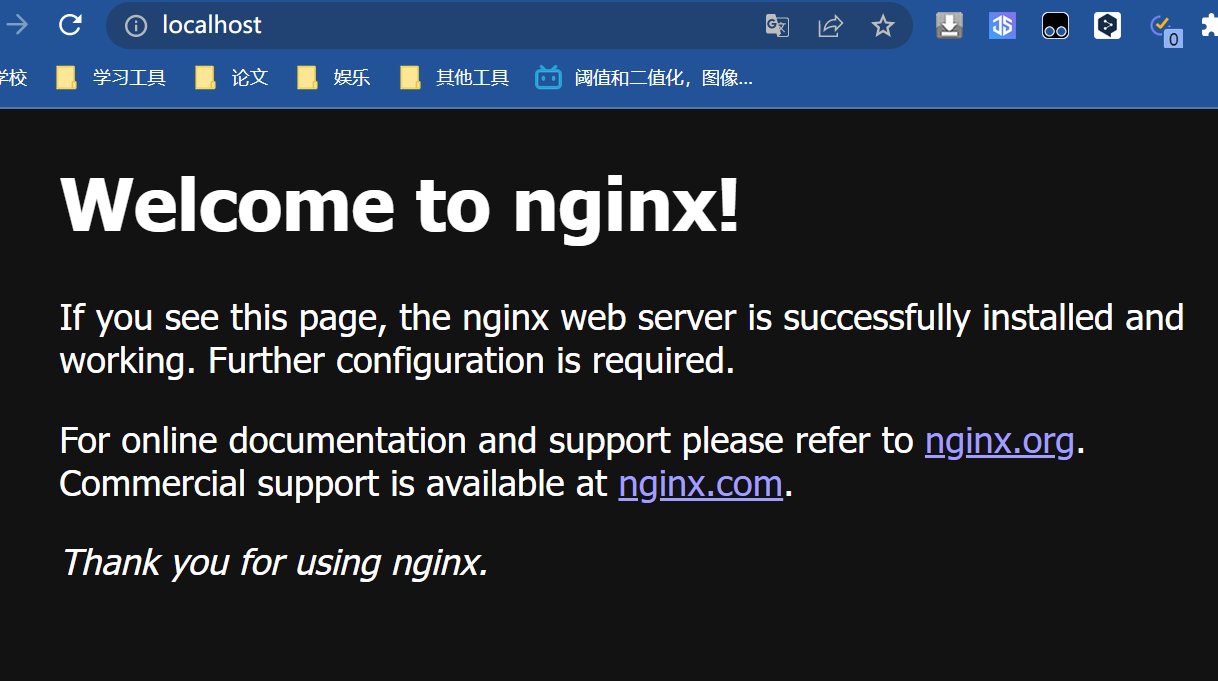 localhost
0
学习工具
论文
娱乐
其他工具
阈值和二值化，图像...
Welcome to nginx!
If you see this page, the nginx web server is successfully installed and
working. Further configuration is required.
For online documentation and support please refer to nginx.org.
Commercial support is available at nginx.com.
Thank you for using nginx.